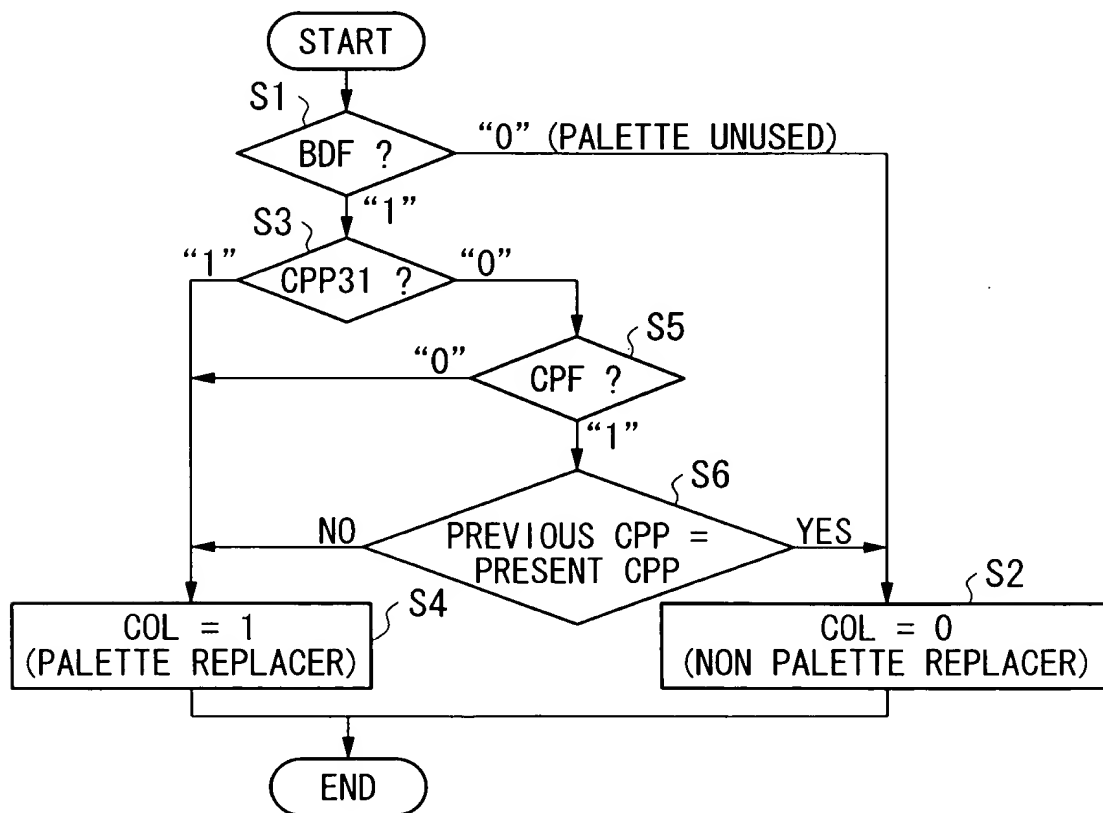 START
S1
“0” (PALETTE UNUSED)
BDF ?
“1”
S3
“1”
“0”
CPP31 ?
S5
“0”
CPF ?
“1”
S6
NO
PREVIOUS CPP =
PRESENT CPP
YES
S4
COL = 1
(PALETTE REPLACER)
S2
COL = 0
(NON PALETTE REPLACER)
END